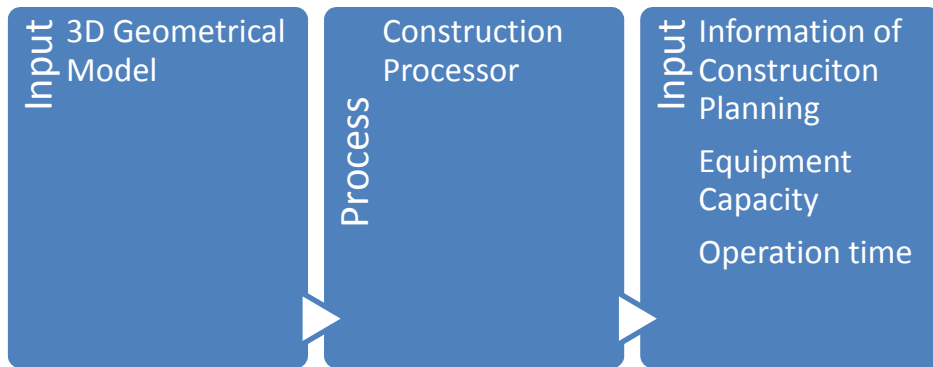 Input
3D Geometrical
Model
Process
Construction
Processor
Input
Information of
Construciton
Planning
Equipment
Capacity
Operation time